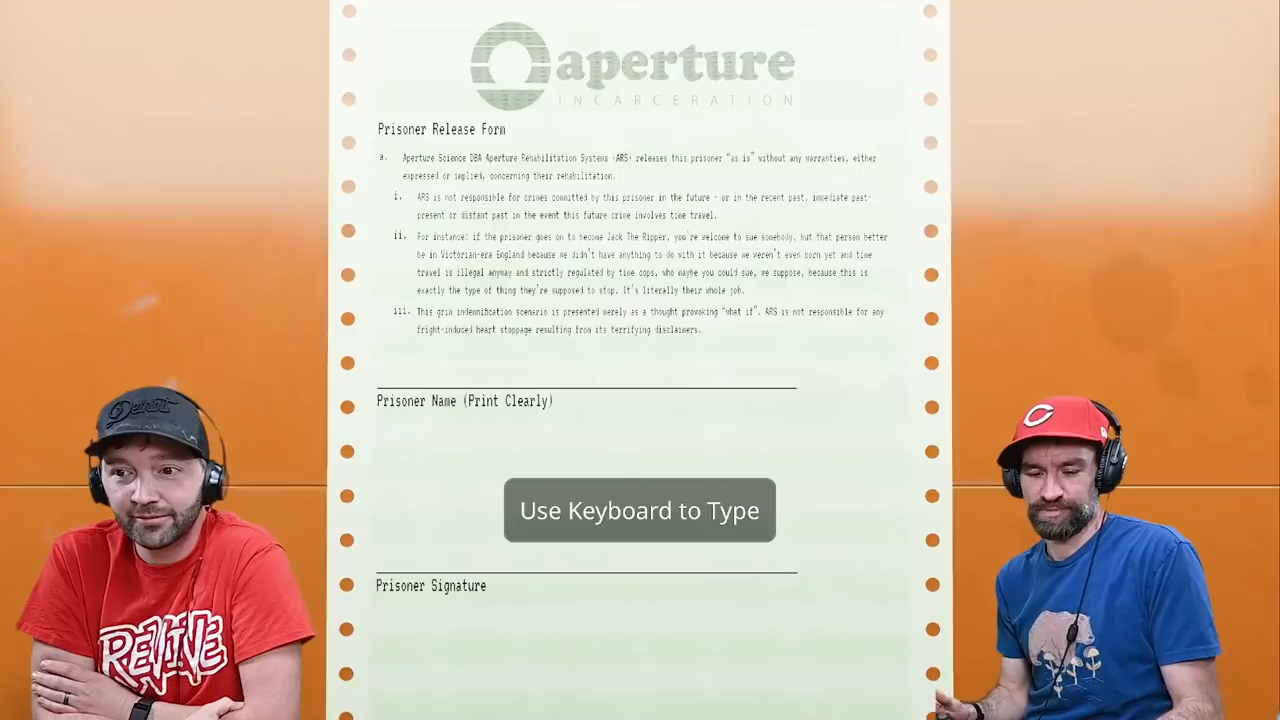 aperture
INCARCERATION
Prisoner Release Form
a. Aperture Science DBA Aperture Rehabilitation Systems (ARS) releases this prisoner "as is" without any warranties, either
expressed or implied, concerning their rehabilitation.
i. ARS is not responsible for crimes committed by this prisoner in the future - or in the recent past, immediate past-
present or distant past in the event this future crime involves time travel.
ii. For instance: if the prisoner goes on to become Jack The Ripper, you're welcome to sue somebody, but that person better
be in Victorian-era England because we didn't have anything to do with it because we weren't even born yet and time
travel is illegal anyway and strictly regulated by time cops, who maybe you could sue, we suppose, because this is
exactly the type of thing they're supposed to stop. It's literally their whole job.
iii. This grim indemnification scenario is presented merely as a thought provoking "what if". ARS is not responsible for any
fright-induced heart stoppage resulting from its terrifying disclaimers.
Prisoner Name (Print Clearly)
Use Keyboard to Type
Prisoner Signature
Detroit
REVIVE
C